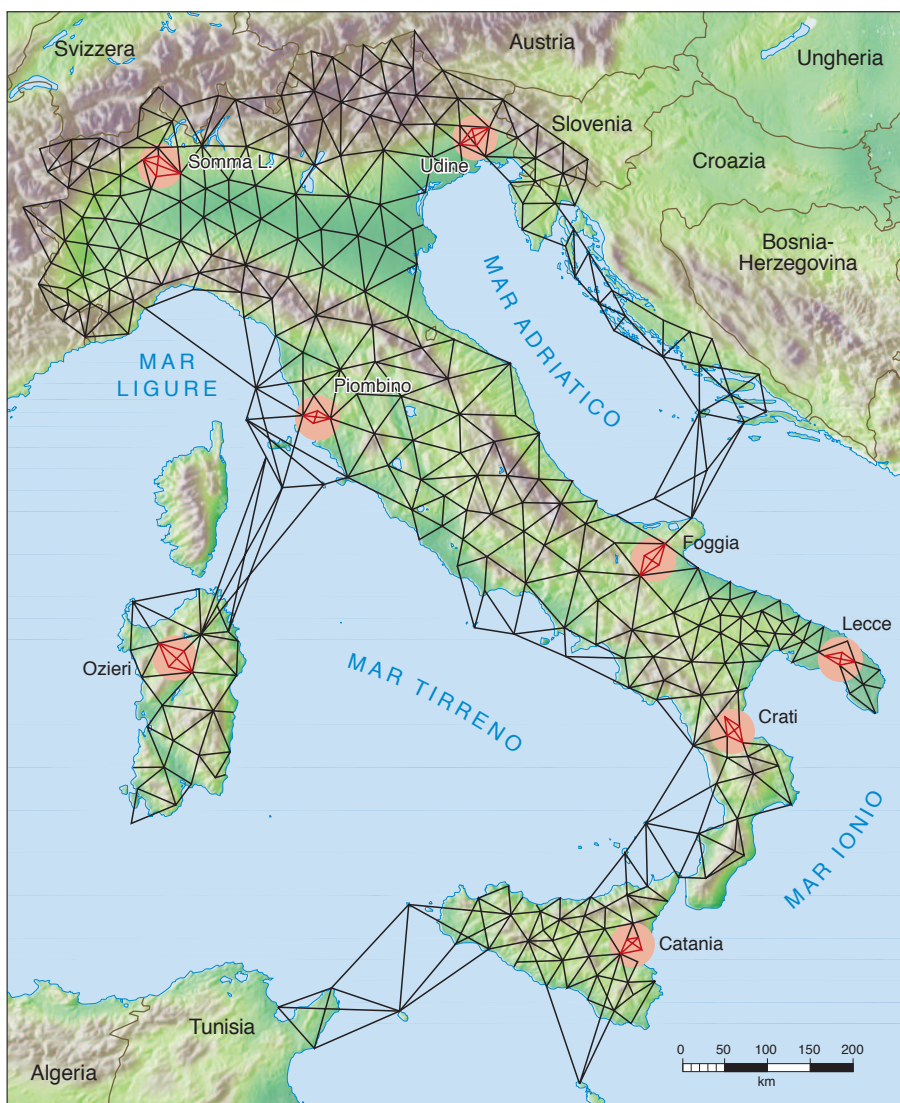 Svizzera
Austria
Ungheria
Slovenia
Somma L.
Udine
Croazia
Bosnia-
Herzegovina
MAR ADRIATICO
MAR
LIGURE
Piombino
Foggia
Lecce
Ozieri
MAR TIRRENO
Crati
MAR IONIO
Catania
Tunisia
Algeria
0 50 100 150 200
km